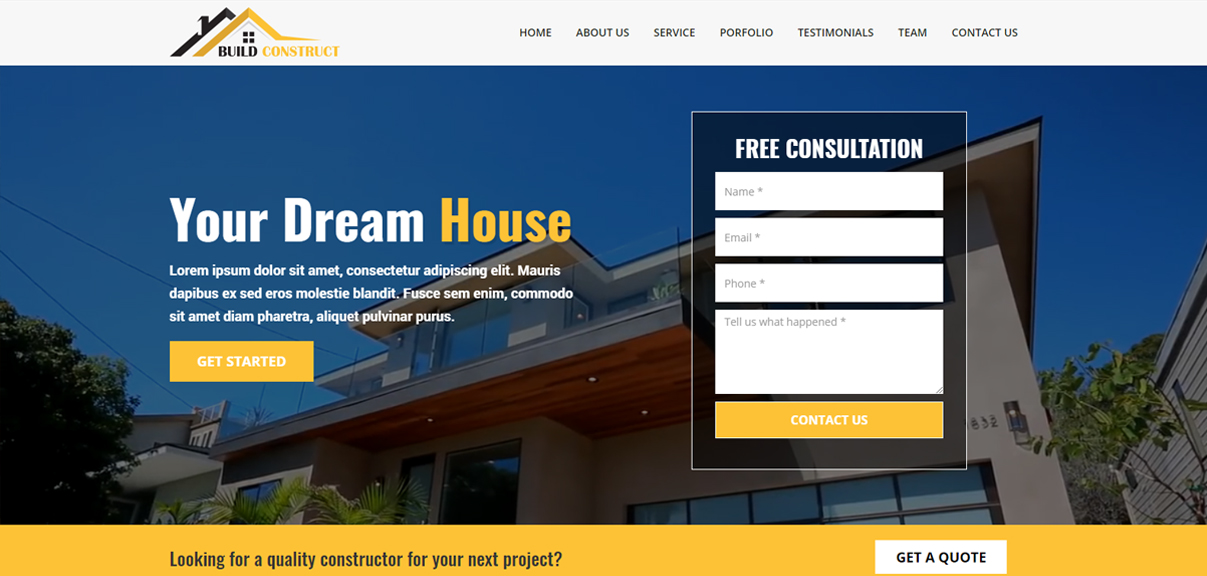 BUILD CONSTRUCT
HOME ABOUT US SERVICE PORFOLIO TESTIMONIALS TEAM CONTACT US
Your Dream House
Lorem ipsum dolor sit amet, consectetur adipiscing elit. Mauris
dapibus ex sed eros molestie blandit. Fusce sem enim, commodo
sit amet diam pharetra, aliquet pulvinar purus.
GET STARTED
FREE CONSULTATION
Name *
Email *
Phone *
Tell us what happened *
CONTACT US
1832
Looking for a quality constructor for your next project?
GET A QUOTE